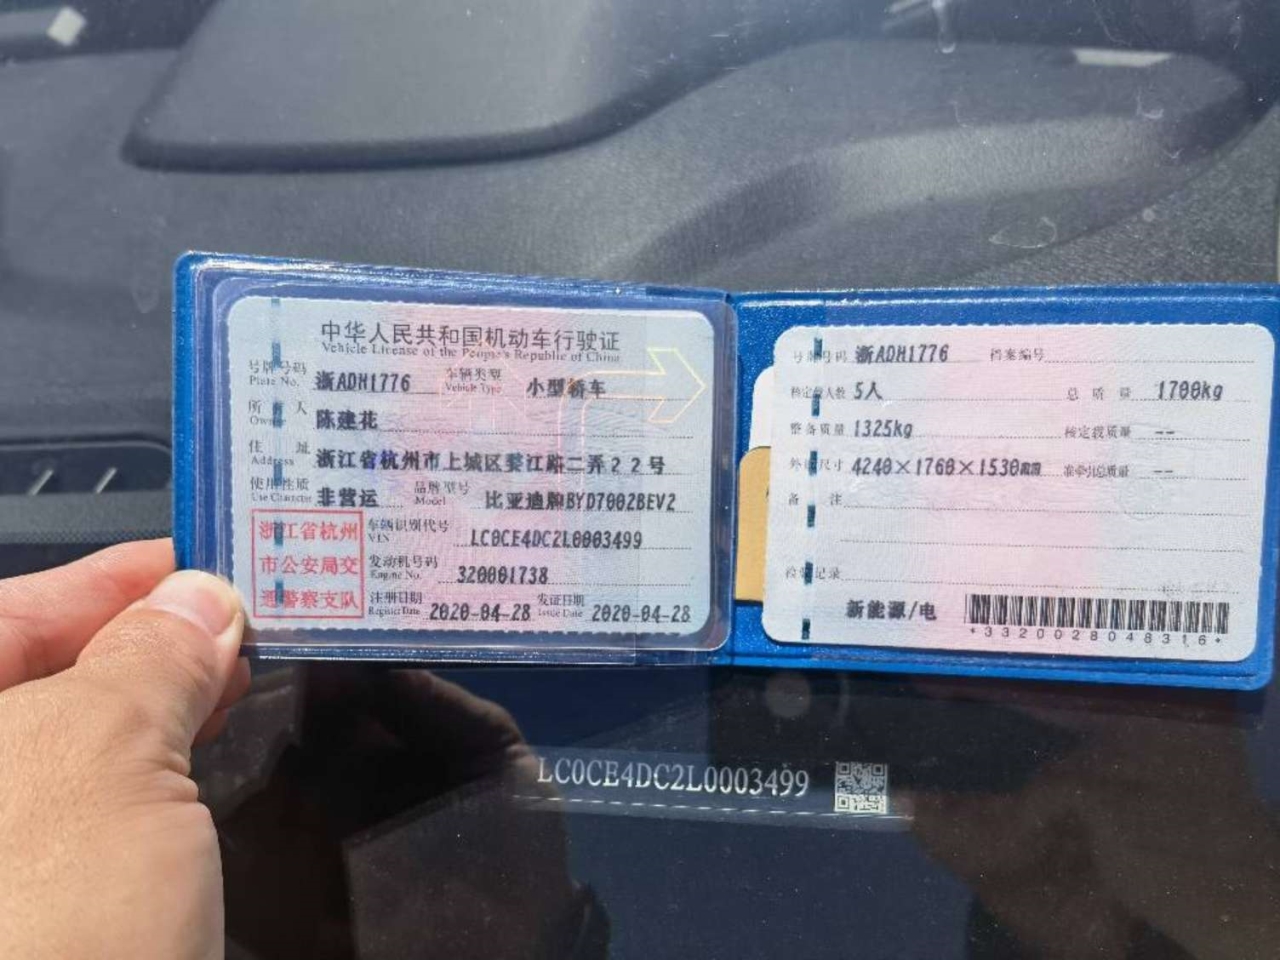 中华人民共和国机动车行驶证
Vehicle License of the People's Republic of China
号牌号码 浙ADH1776 车辆类型 小型轿车
Plate No. Vehicle Type
所有人 陈建花
Owner
住址 浙江省杭州市上城区婺江路二弄22号
Address
使用性质 非营运 品牌型号 比亚迪牌BYD7002BEV2
Use Character Model
浙江省杭州
市公安局交
通警察支队
车辆识别代号 LC0CE4DC2L0003499
VIN
发动机号码 320001738
Engine No.
注册日期 2020-04-28 发证日期 2020-04-28
Register Date Issue Date
号牌号码 浙ADH1776 档案编号
核定载人数 5人 总质量 1700kg
整备质量 1325kg 核定载质量 --
外廓尺寸 4240×1760×1530mm 准牵引总质量 --
备注
检验记录
新能源/电
*3320028048316*
LC0CE4DC2L0003499